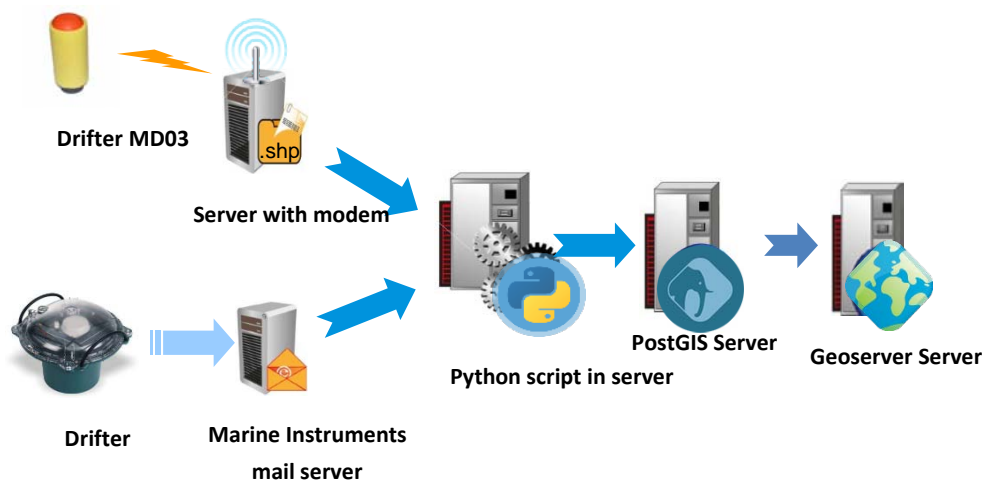 Drifter MD03
.shp
Server with modem
PostGIS Server
Geoserver Server
Python script in server
Drifter
Marine Instruments
mail server